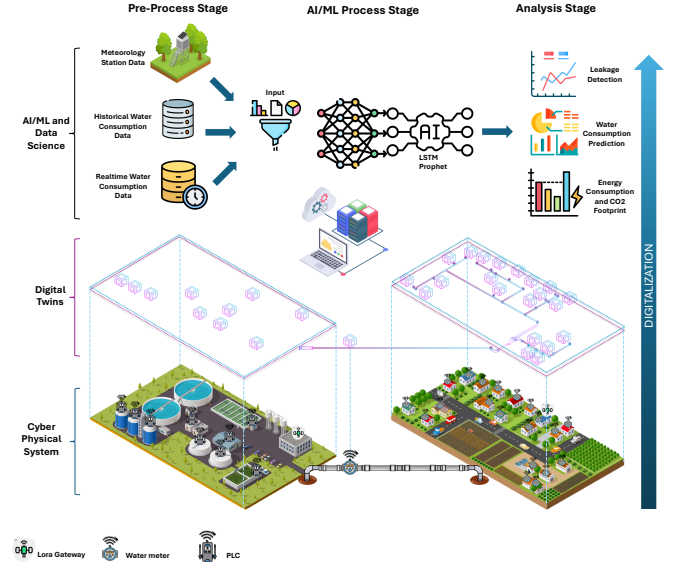 Pre-Process Stage
AI/ML Process Stage
Analysis Stage
Meteorology
Station Data
Historical Water
Consumption
Data
Realtime Water
Consumption
Data
AI/ML and
Data
Science
Input
AI
LSTM
Prophet
Leakage
Detection
Water
Consumption
Prediction
Energy
Consumption
and CO2
Footprint
Digital
Twins
DIGITALIZATION
Cyber
Physical
System
Lora Gateway
Water meter
PLC